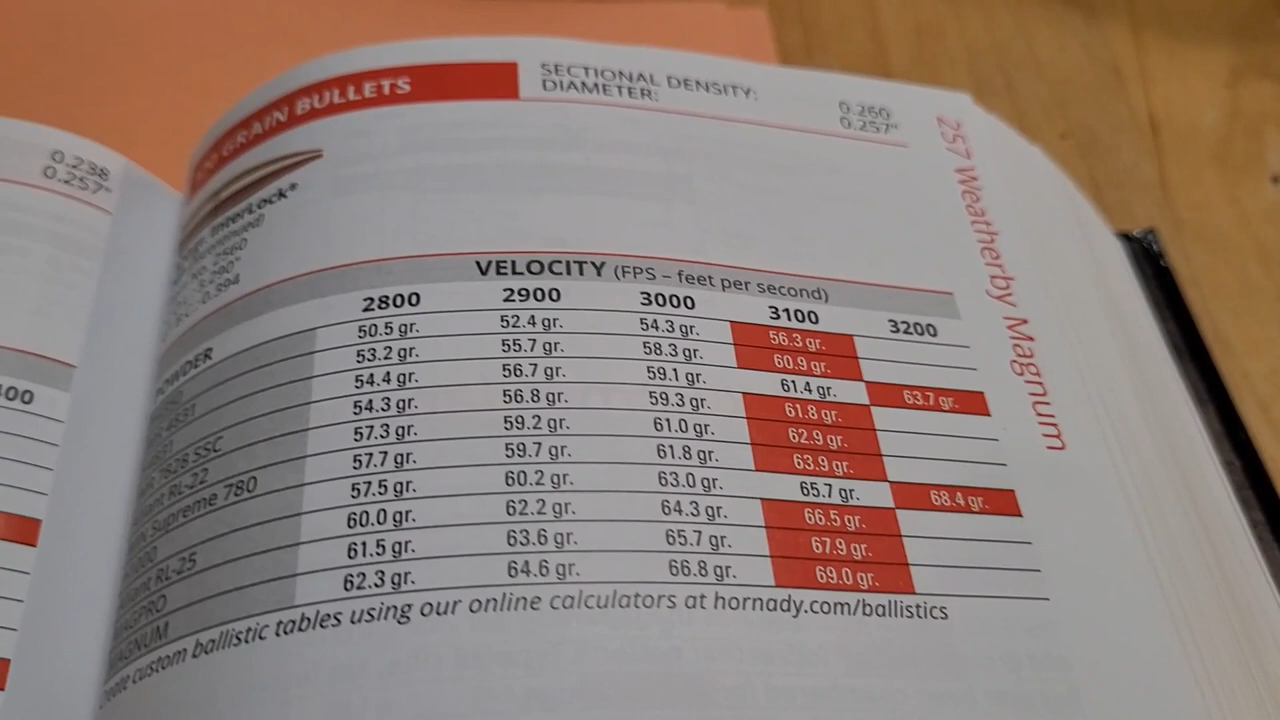 0.238
0.257"
00
GRAIN BULLETS
SECTIONAL DENSITY: 0.260
DIAMETER: 0.257"
257 Weatherby Magnum
InterLock®
VELOCITY (FPS – feet per second)
POWDER 2800 2900 3000 3100 3200
50.5 gr. 52.4 gr. 54.3 gr. 56.3 gr.
53.2 gr. 55.7 gr. 58.3 gr. 60.9 gr.
54.4 gr. 56.7 gr. 59.1 gr. 61.4 gr. 63.7 gr.
7828 SSC 54.3 gr. 56.8 gr. 59.3 gr. 61.8 gr.
RL-22 57.3 gr. 59.2 gr. 61.0 gr. 62.9 gr.
Supreme 780 57.7 gr. 59.7 gr. 61.8 gr. 63.9 gr.
57.5 gr. 60.2 gr. 63.0 gr. 65.7 gr. 68.4 gr.
RL-25 60.0 gr. 62.2 gr. 64.3 gr. 66.5 gr.
61.5 gr. 63.6 gr. 65.7 gr. 67.9 gr.
62.3 gr. 64.6 gr. 66.8 gr. 69.0 gr.
custom ballistic tables using our online calculators at hornady.com/ballistics